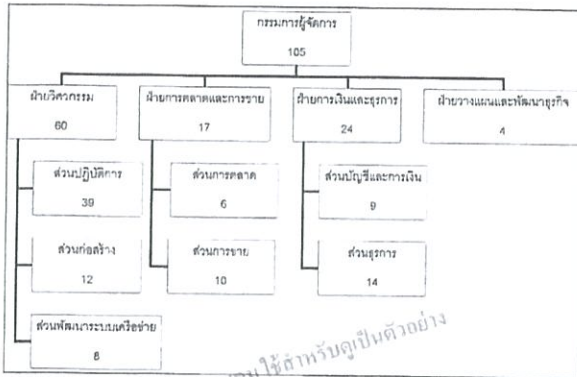 กรรมการผู้จัดการ
105
ฝ่ายวิศวกรรม
60
ฝ่ายการตลาดและการขาย
17
ฝ่ายการเงินและธุรการ
24
ฝ่ายวางแผนและพัฒนาธุรกิจ
4
ส่วนปฏิบัติการ
39
ส่วนการตลาด
6
ส่วนบัญชีและการเงิน
9
ส่วนก่อสร้าง
12
ส่วนการขาย
10
ส่วนธุรการ
14
ส่วนพัฒนาระบบเครือข่าย
8
ใช้สำหรับดูเป็นตัวอย่าง